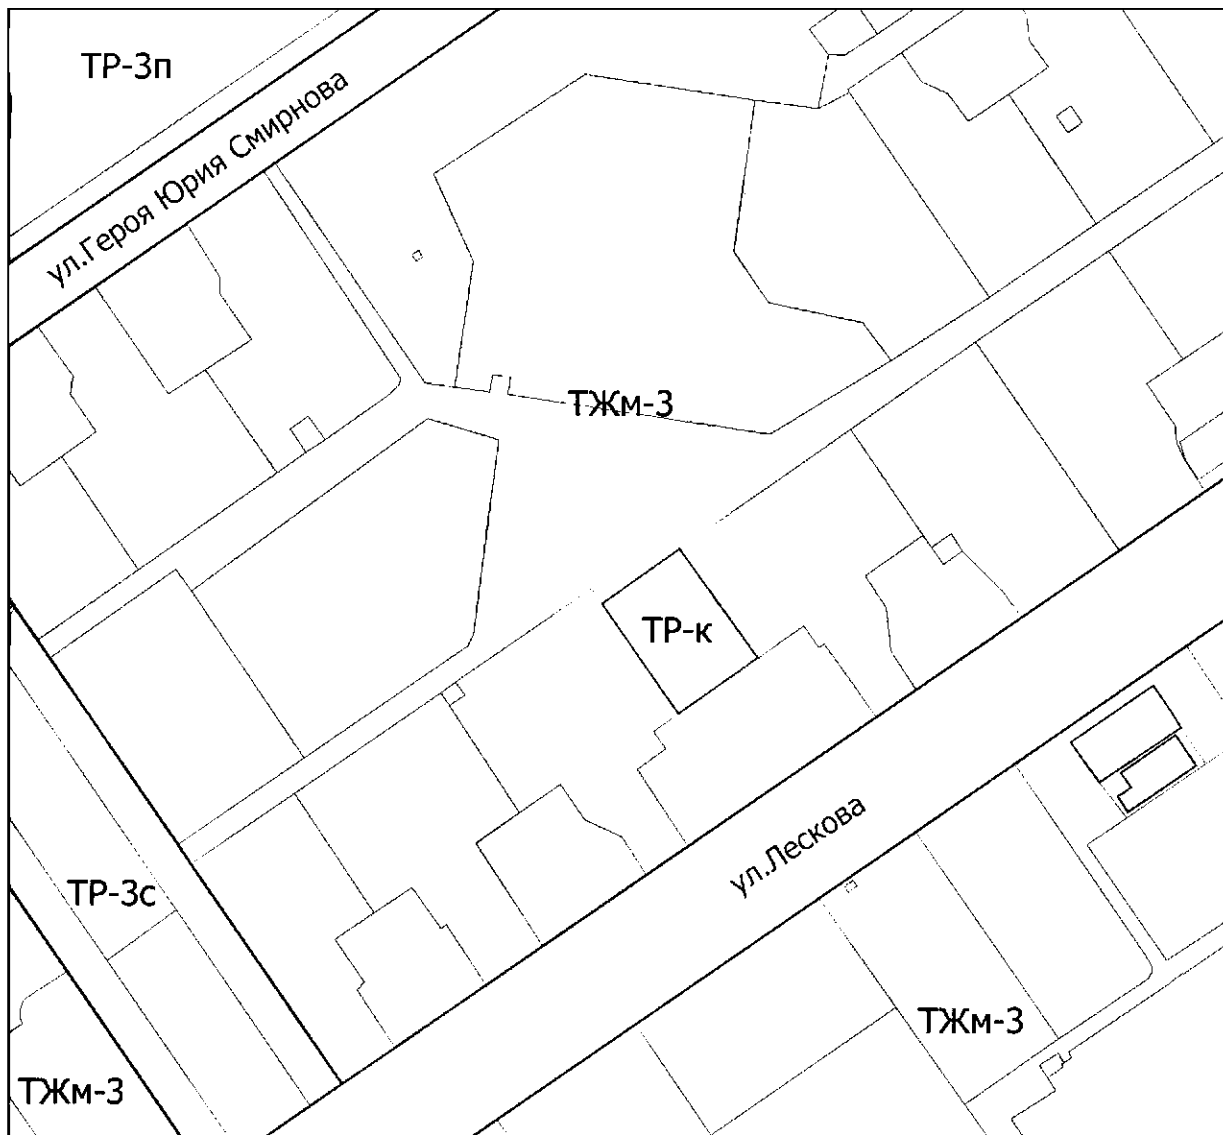 ТР-3п
ул.Героя Юрия Смирнова
ТЖм-3
ТР-к
ул.Лескова
ТР-3с
ТЖм-3
ТЖм-3